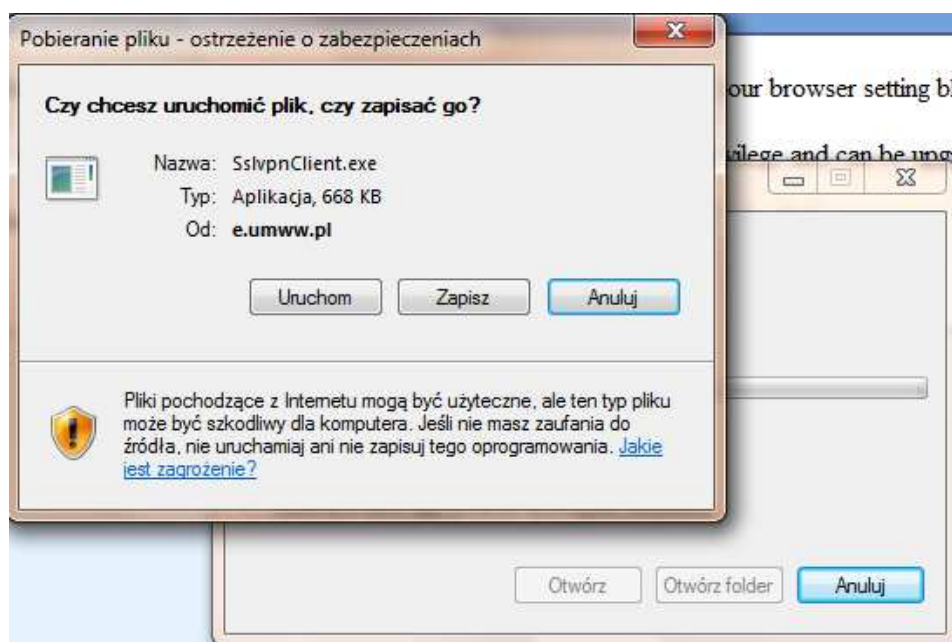 Pobieranie pliku - ostrzeżenie o zabezpieczeniach
Czy chcesz uruchomić plik, czy zapisać go?
Nazwa: SslvpnClient.exe
Typ: Aplikacja, 668 KB
Od: e.umww.pl
Uruchom Zapisz Anuluj
Pliki pochodzące z Internetu mogą być użyteczne, ale ten typ pliku
może być szkodliwy dla komputera. Jeśli nie masz zaufania do
źródła, nie uruchamiaj ani nie zapisuj tego oprogramowania. Jakie
jest zagrożenie?
our browser setting
and can be
Otwórz Otwórz folder Anuluj